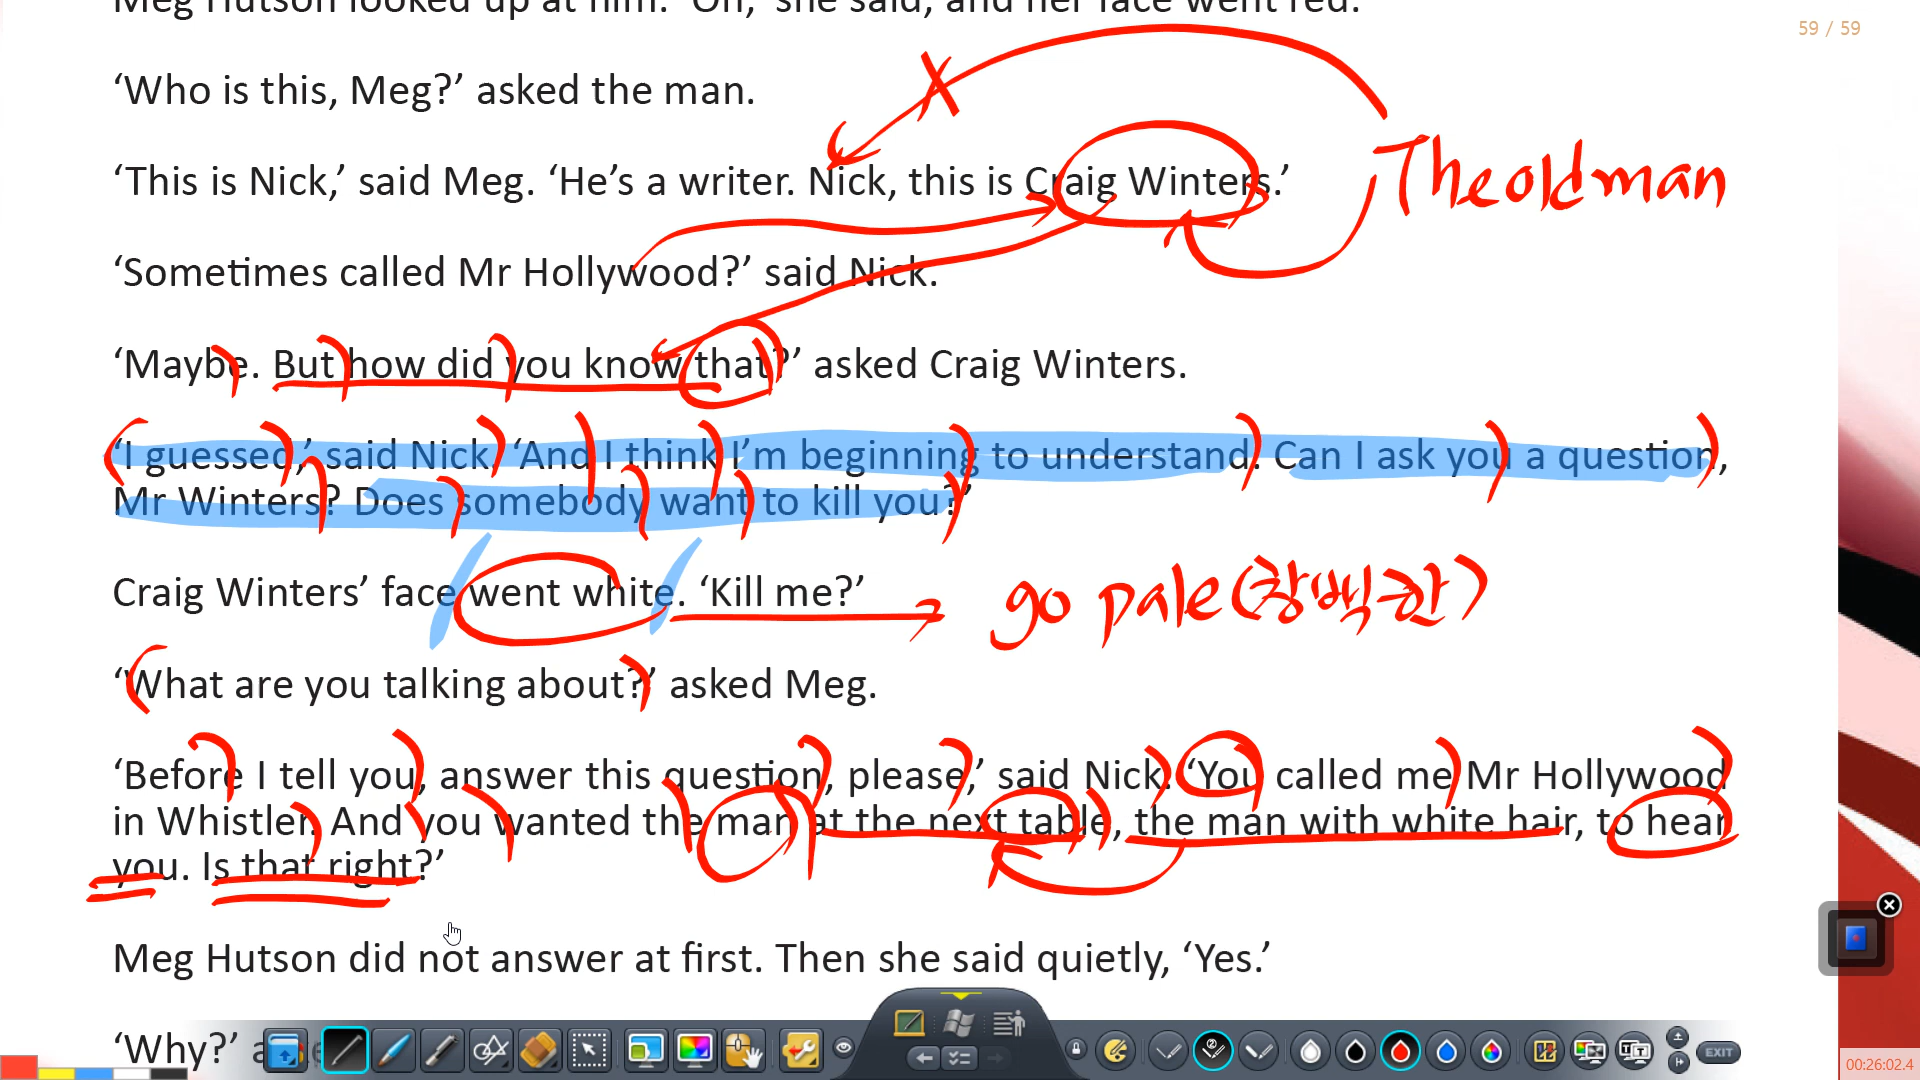 Meg Hutson looked up at him. ‘Oh,’ she said, and her face went red.
59 / 59
‘Who is this, Meg?’ asked the man.
‘This is Nick,’ said Meg. ‘He’s a writer. Nick, this is Craig Winters.’
The old man
‘Sometimes called Mr Hollywood?’ said Nick.
‘Maybe. But how did you know that?’ asked Craig Winters.
‘I guessed,’ said Nick. ‘And I think I’m beginning to understand. Can I ask you a question,
Mr Winters? Does somebody want to kill you?’
Craig Winters’ face went white. ‘Kill me?’
go pale (창백한)
‘What are you talking about?’ asked Meg.
‘Before I tell you, answer this question, please,’ said Nick. ‘You called me Mr Hollywood
in Whistler. And you wanted the man at the next table, the man with white hair, to hear
you. Is that right?’
Meg Hutson did not answer at first. Then she said quietly, ‘Yes.’
‘Why?’
EXIT
00:26:02.4